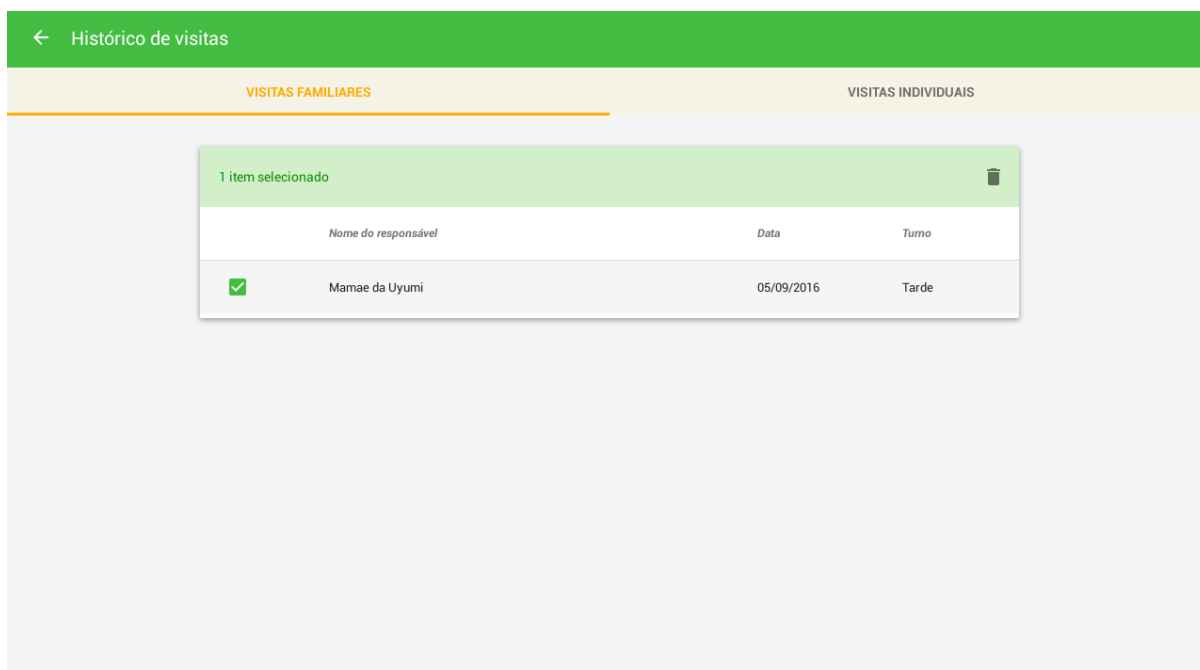 Histórico de visitas
VISITAS FAMILIARES VISITAS INDIVIDUAIS
1 item selecionado
Nome do responsável Data Turno
Mamae da Uyumi 05/09/2016 Tarde